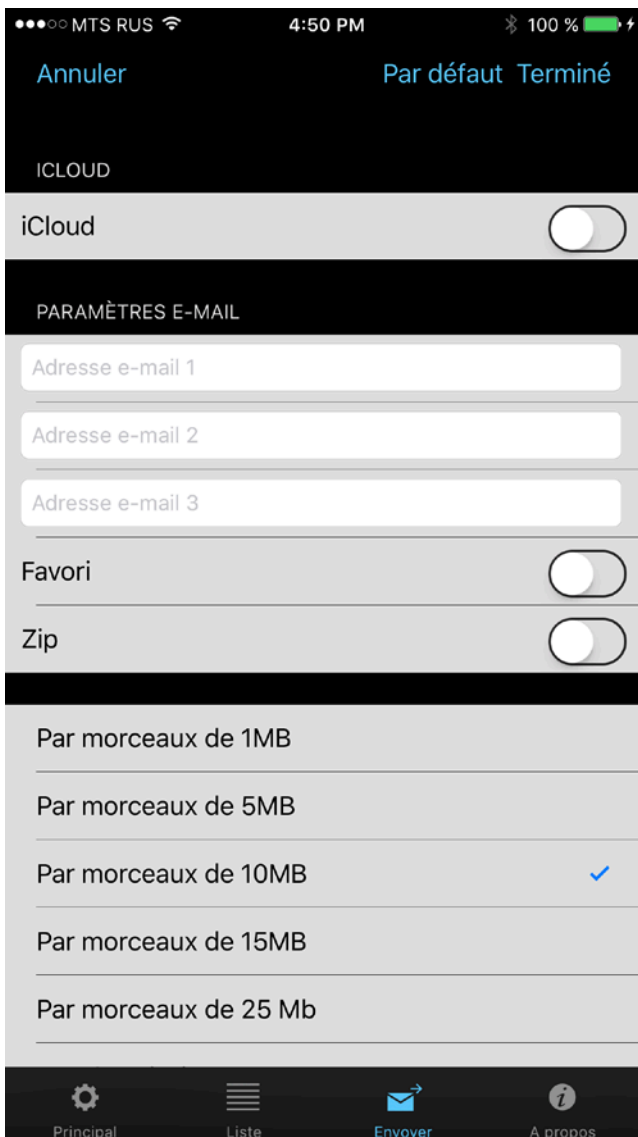 MTS RUS 4:50 PM 100 %
Annuler Par défaut Terminé
ICLOUD
iCloud
PARAMÈTRES E-MAIL
Adresse e-mail 1
Adresse e-mail 2
Adresse e-mail 3
Favori
Zip
Par morceaux de 1MB
Par morceaux de 5MB
Par morceaux de 10MB
Par morceaux de 15MB
Par morceaux de 25 Mb
Principal Liste Envoyer A propos